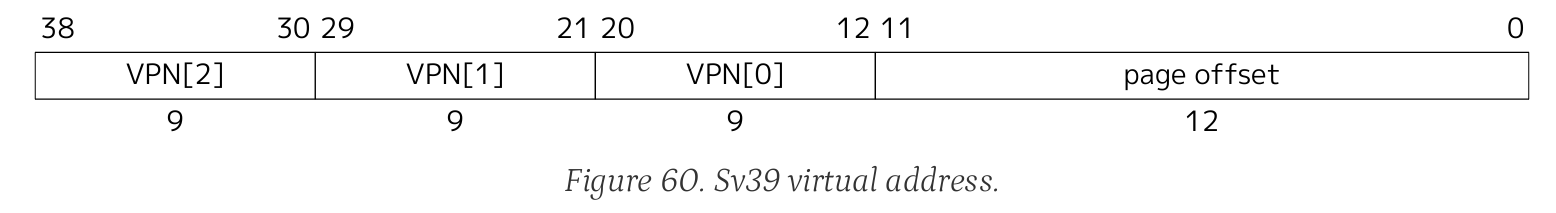 38 30 29 21 20 12 11 0
VPN[2] VPN[1] VPN[0] page offset
9 9 9 12
Figure 60. Sv39 virtual address.